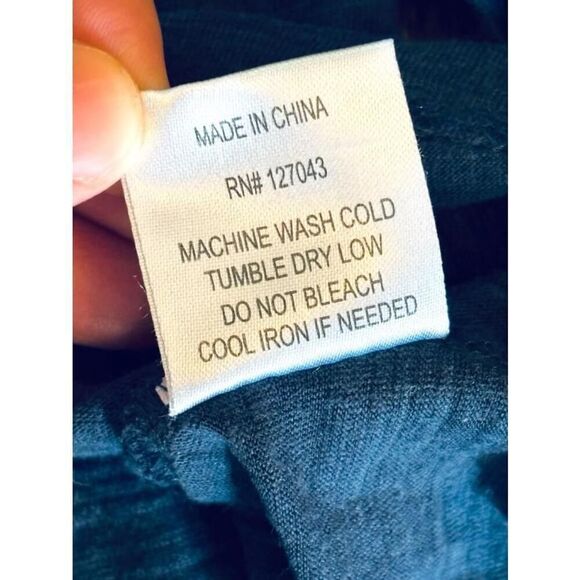 MADE IN CHINA
RN# 127043
MACHINE WASH COLD
TUMBLE DRY LOW
DO NOT BLEACH
COOL IRON IF NEEDED